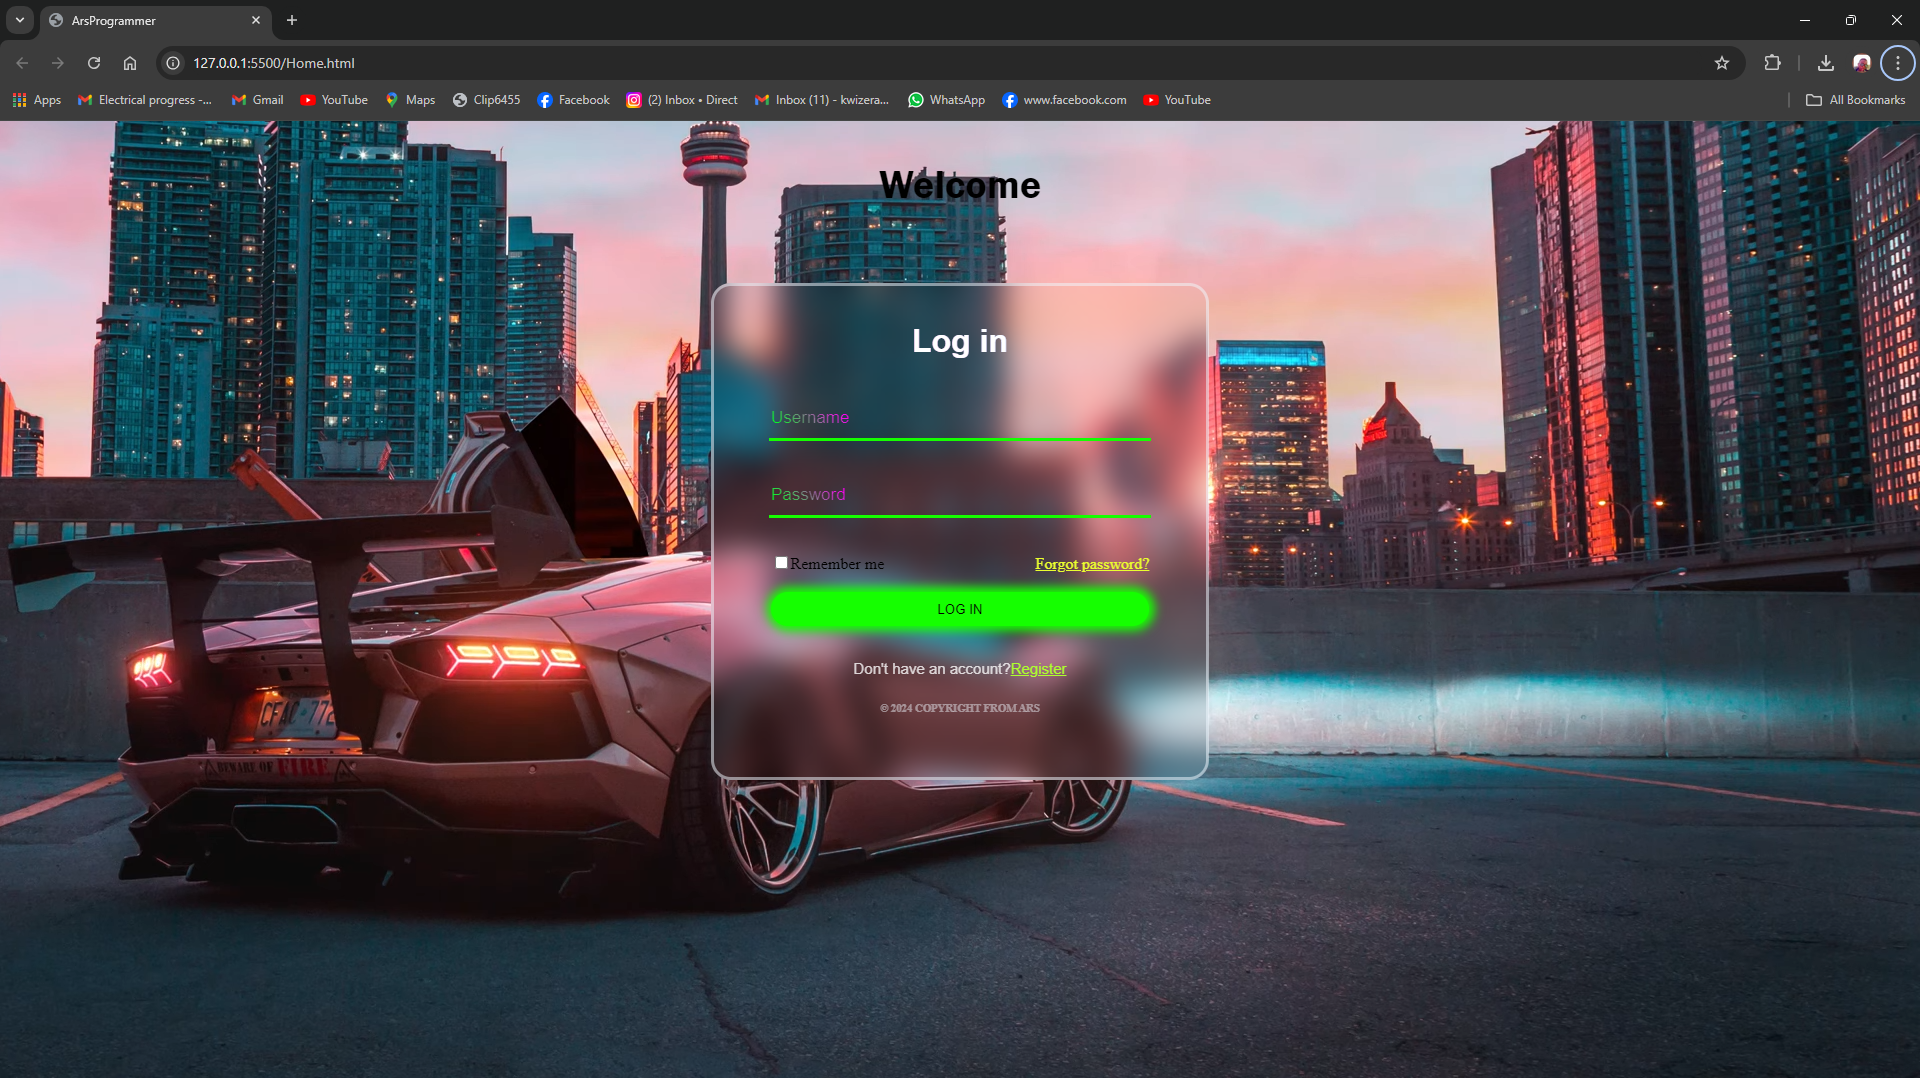 ArsProgrammer
127.0.0.1:5500/Home.html
Apps Electrical progress -... Gmail YouTube Maps Clip6455 Facebook (2) Inbox • Direct Inbox (11) - kwizera... WhatsApp www.facebook.com YouTube All Bookmarks
Welcome
Log in
Username
Password
Remember me Forgot password?
LOG IN
Don't have an account?Register
© 2024 COPYRIGHT FROM ARS
BEWARE OF FIRE